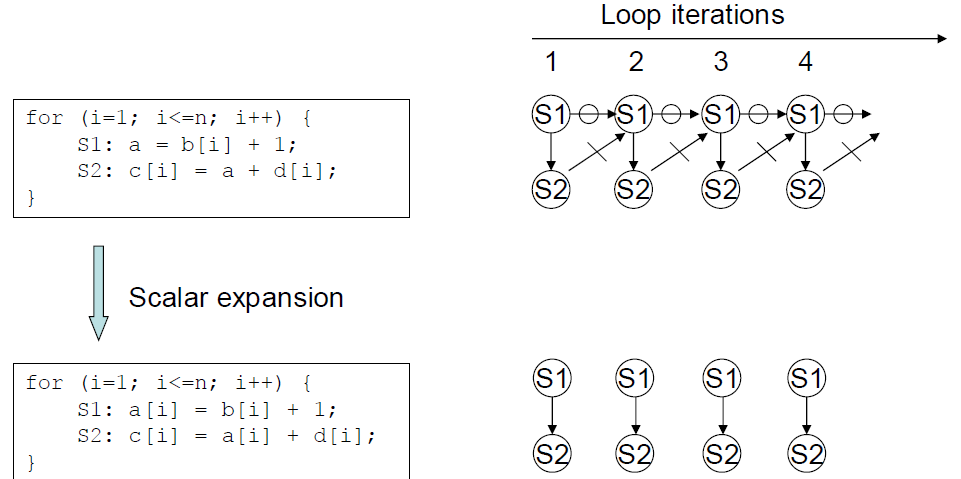 Loop iterations
1 2 3 4
for (i=1; i<=n; i++) {
S1: a = b[i] + 1;
S2: c[i] = a + d[i];
}
S1 S1 S1 S1
S2 S2 S2 S2
Scalar expansion
for (i=1; i<=n; i++) {
S1: a[i] = b[i] + 1;
S2: c[i] = a[i] + d[i];
}
S1 S1 S1 S1
S2 S2 S2 S2